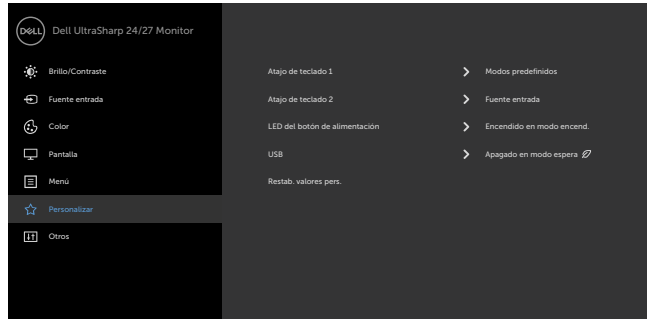 DELL Dell UltraSharp 24/27 Monitor
Brillo/Contraste Atajo de teclado 1 Modos predefinidos
Fuente entrada Atajo de teclado 2 Fuente entrada
Color LED del botón de alimentación Encendido en modo encend.
Pantalla USB Apagado en modo espera
Menú Restab. valores pers.
Personalizar
Otros